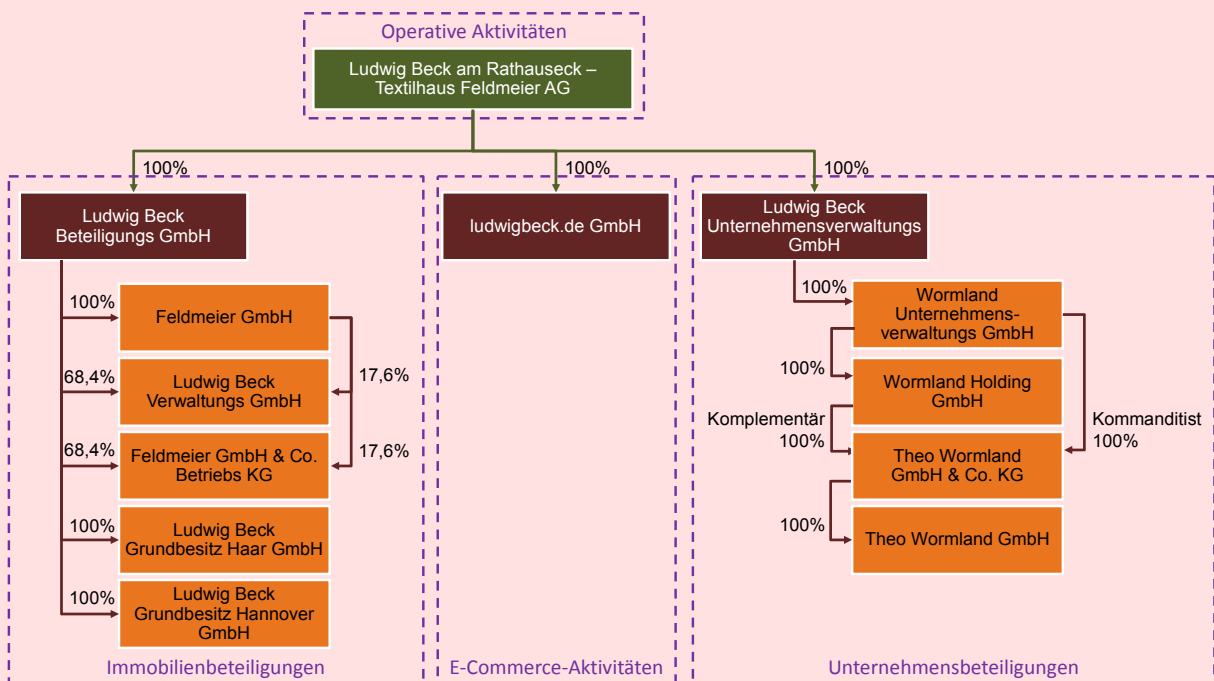 Operative Aktivitäten
Ludwig Beck am Rathauseck –
Textilhaus Feldmeier AG
100%
100%
100%
Ludwig Beck
Beteiligungs GmbH
100%
Feldmeier GmbH
68,4%
Ludwig Beck
Verwaltungs GmbH
17,6%
68,4%
Feldmeier GmbH & Co.
Betriebs KG
17,6%
100%
Ludwig Beck
Grundbesitz Haar GmbH
100%
Ludwig Beck
Grundbesitz Hannover
GmbH
Immobilienbeteiligungen
ludwigbeck.de GmbH
E-Commerce-Aktivitäten
Ludwig Beck
Unternehmensverwaltungs
GmbH
100%
Wormland
Unternehmens-
verwaltungs GmbH
100%
Wormland Holding
GmbH
Komplementär
100%
Kommanditist
100%
Theo Wormland
GmbH & Co. KG
100%
Theo Wormland GmbH
Unternehmensbeteiligungen